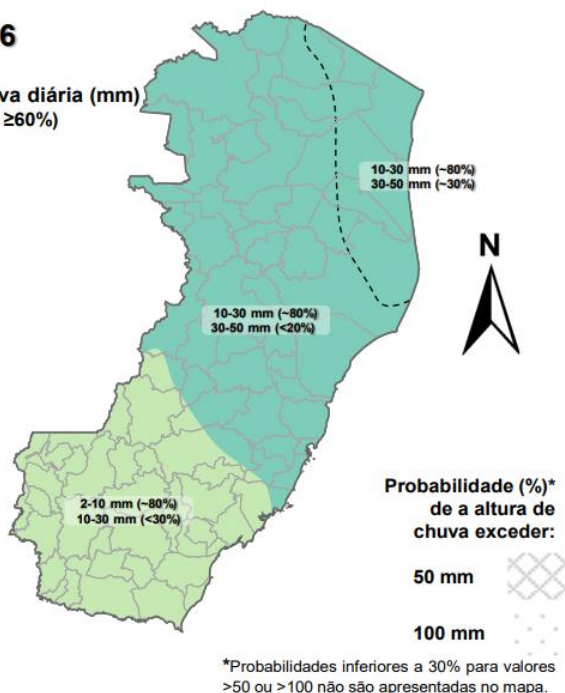 6
va diária (mm)
≥60%)
10-30 mm (~80%)
30-50 mm (~30%)
N
10-30 mm (~80%)
30-50 mm (<20%)
2-10 mm (~80%)
10-30 mm (<30%)
Probabilidade (%)*
de a altura de
chuva exceder:
50 mm
100 mm
*Probabilidades inferiores a 30% para valores
>50 ou >100 não são apresentadas no mapa.